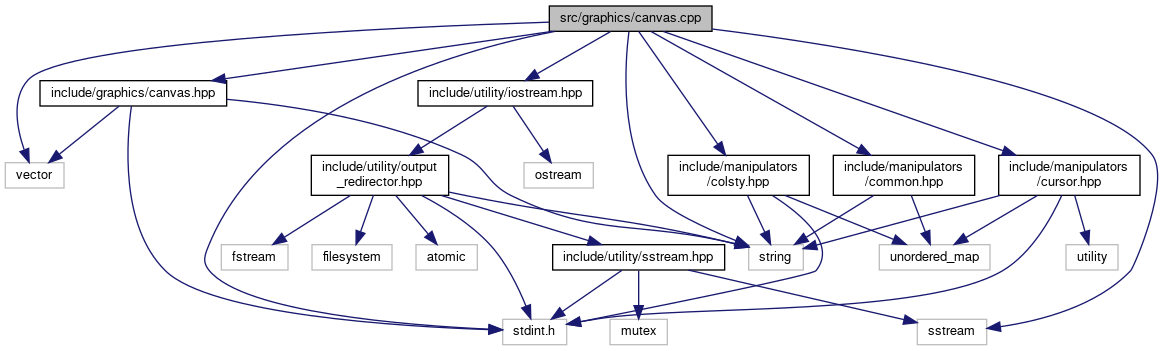 src/graphics/canvas.cpp
include/graphics/canvas.hpp
include/utility/iostream.hpp
vector
include/utility/output
_redirector.hpp
ostream
include/manipulators
/colsty.hpp
include/manipulators
/common.hpp
include/manipulators
/cursor.hpp
fstream
filesystem
atomic
include/utility/sstream.hpp
string
unordered_map
utility
stdint.h
mutex
sstream